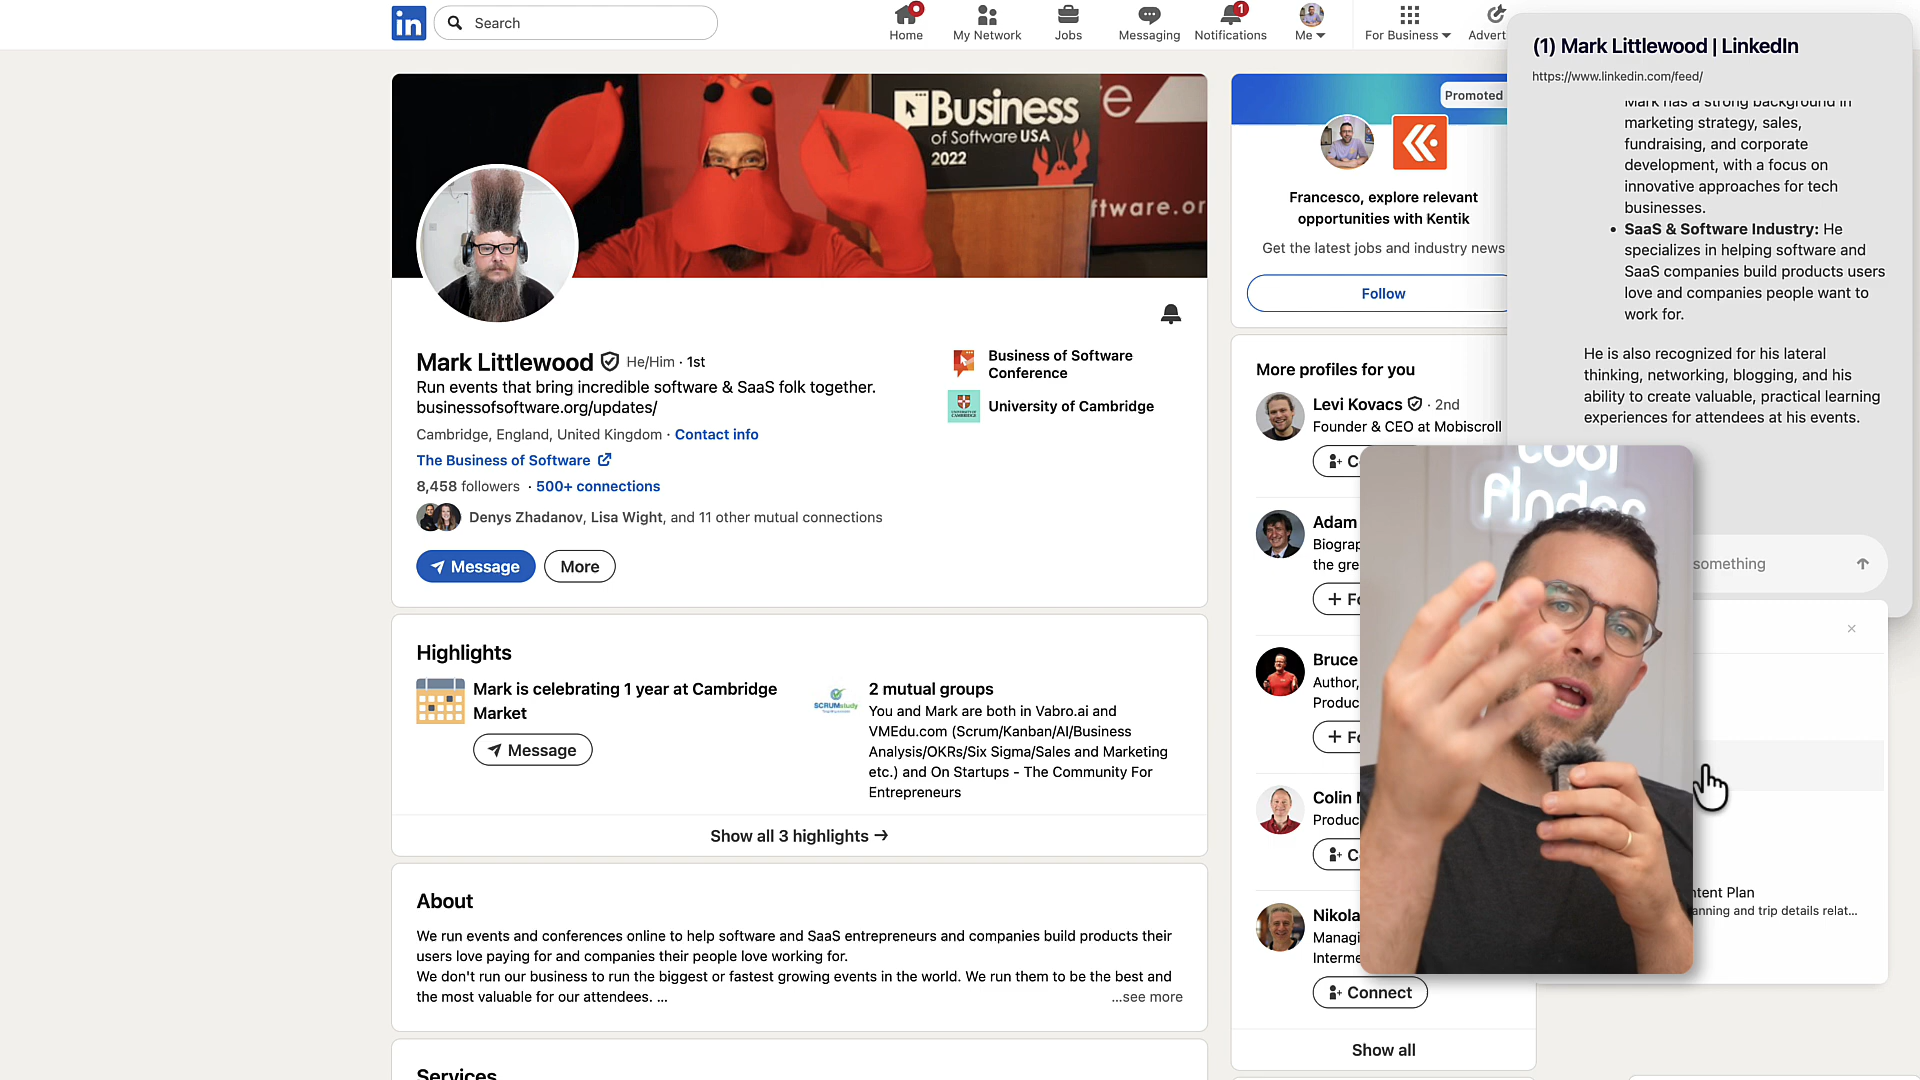 in
Search
Home
My Network
Jobs
Messaging
1
Notifications
Me
For Business
Advert
Business
of Software USA
2022
ftware.or
Mark Littlewood He/Him · 1st
Run events that bring incredible software & SaaS folk together.
businessofsoftware.org/updates/
Cambridge, England, United Kingdom · Contact info
The Business of Software
8,458 followers · 500+ connections
Denys Zhadanov, Lisa Wight, and 11 other mutual connections
Message
More
Business of Software
Conference
University of Cambridge
Highlights
Mark is celebrating 1 year at Cambridge
Market
Message
SCRUMstudy
2 mutual groups
You and Mark are both in Vabro.ai and
VMEdu.com (Scrum/Kanban/AI/Business
Analysis/OKRs/Six Sigma/Sales and Marketing
etc.) and On Startups - The Community For
Entrepreneurs
Show all 3 highlights →
About
We run events and conferences online to help software and SaaS entrepreneurs and companies build products their
users love paying for and companies their people love working for.
We don't run our business to run the biggest or fastest growing events in the world. We run them to be the best and
the most valuable for our attendees. ...
...see more
Services
Promoted
Francesco, explore relevant
opportunities with Kentik
Get the latest jobs and industry news
Follow
More profiles for you
Levi Kovacs · 2nd
Founder & CEO at Mobiscroll
Adam
Biograp
the gre
Bruce
Author,
Produc
Colin
Produc
Nikola
Managi
Interme
Connect
Show all
(1) Mark Littlewood | LinkedIn
https://www.linkedin.com/feed/
Mark has a strong background in
marketing strategy, sales,
fundraising, and corporate
development, with a focus on
innovative approaches for tech
businesses.
• SaaS & Software Industry: He
specializes in helping software and
SaaS companies build products users
love and companies people want to
work for.
He is also recognized for his lateral
thinking, networking, blogging, and his
ability to create valuable, practical learning
experiences for attendees at his events.
something
ntent Plan
anning and trip details relat...